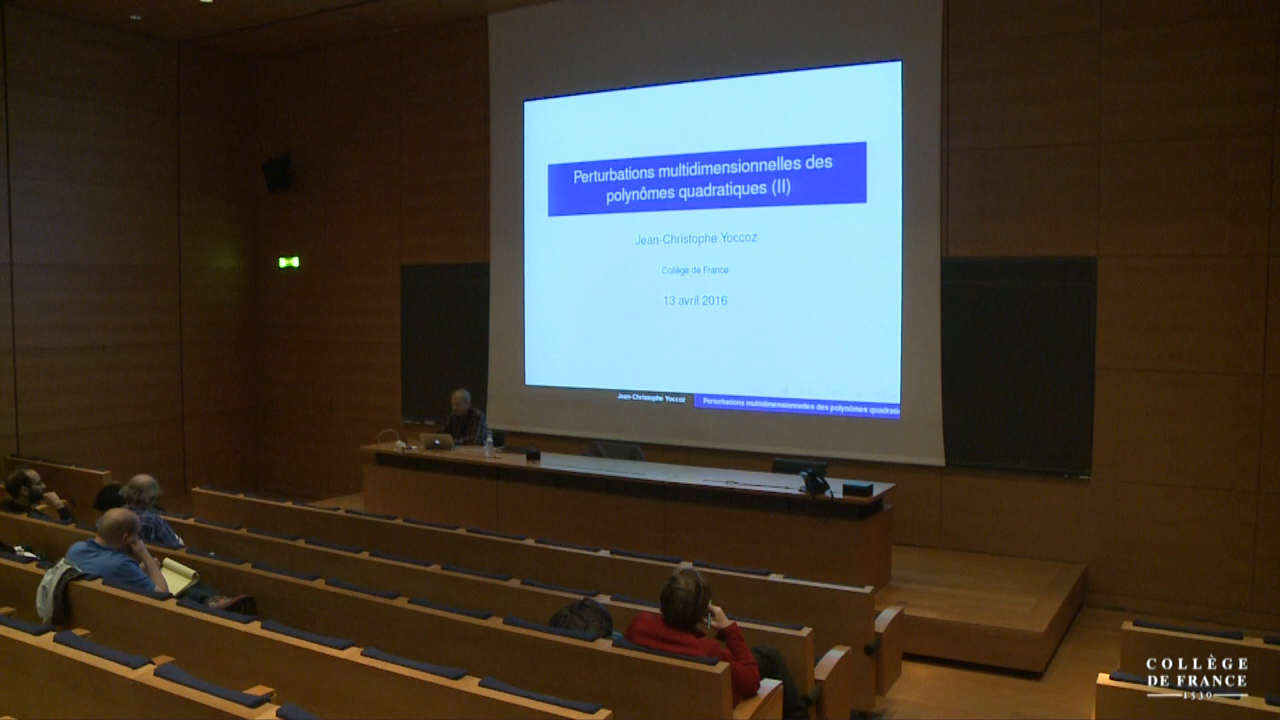 Perturbations multidimensionnelles des
polynômes quadratiques (II)
Jean-Christophe Yoccoz
Collège de France
13 avril 2016
Jean-Christophe Yoccoz
Perturbations multidimensionnelles des polynômes quadrati
COLLÈGE
DE FRANCE
1530